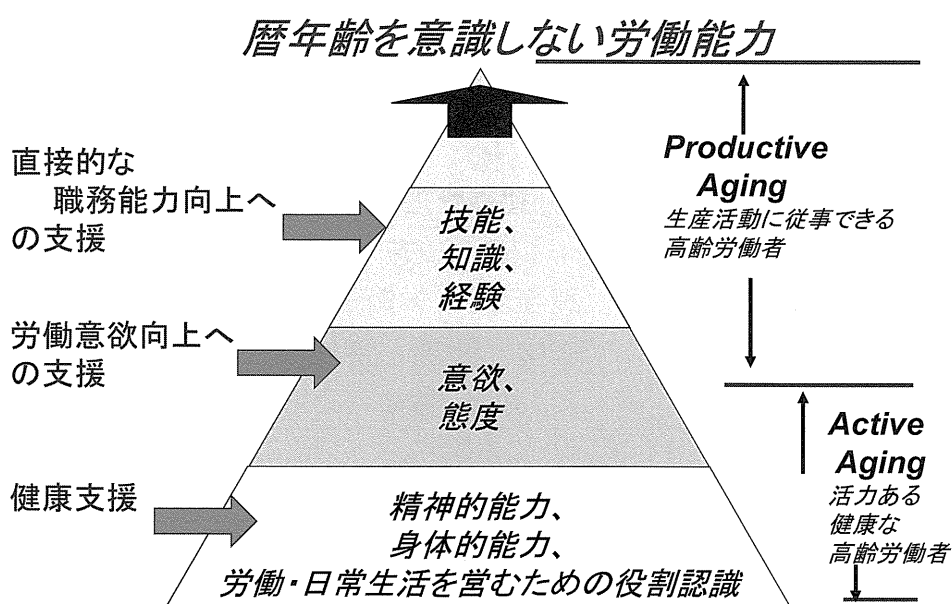 暦年齢を意識しない労働能力
直接的な
職務能力向上へ
の支援
労働意欲向上へ
の支援
健康支援
技能、
知識、
経験
意欲、
態度
精神的能力、
身体的能力、
労働・日常生活を営むための役割認識
Productive
Aging
生産活動に従事できる
高齢労働者
Active
Aging
活力ある
健康な
高齢労働者